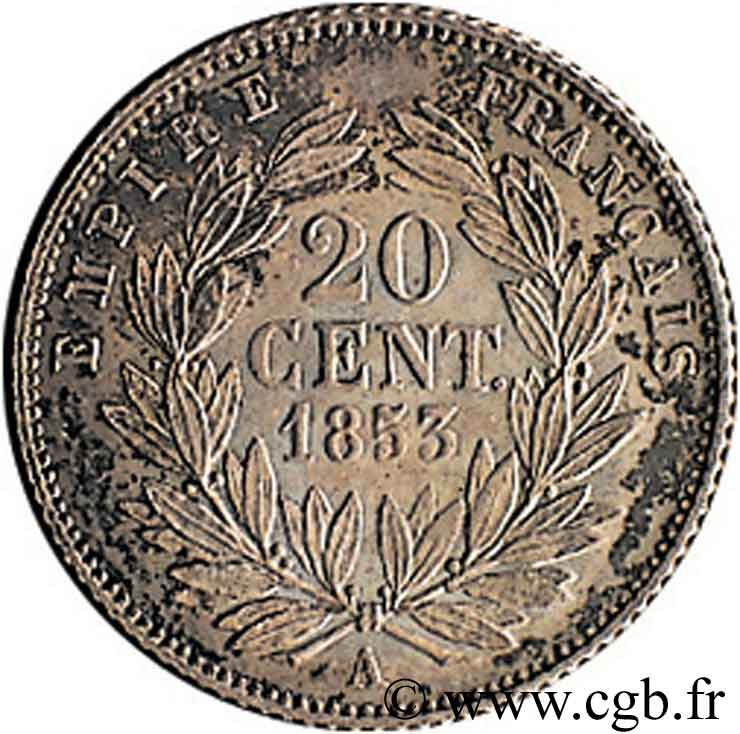 EMPIRE FRANÇAIS
20
CENT.
1853
A
© www.cgb.fr